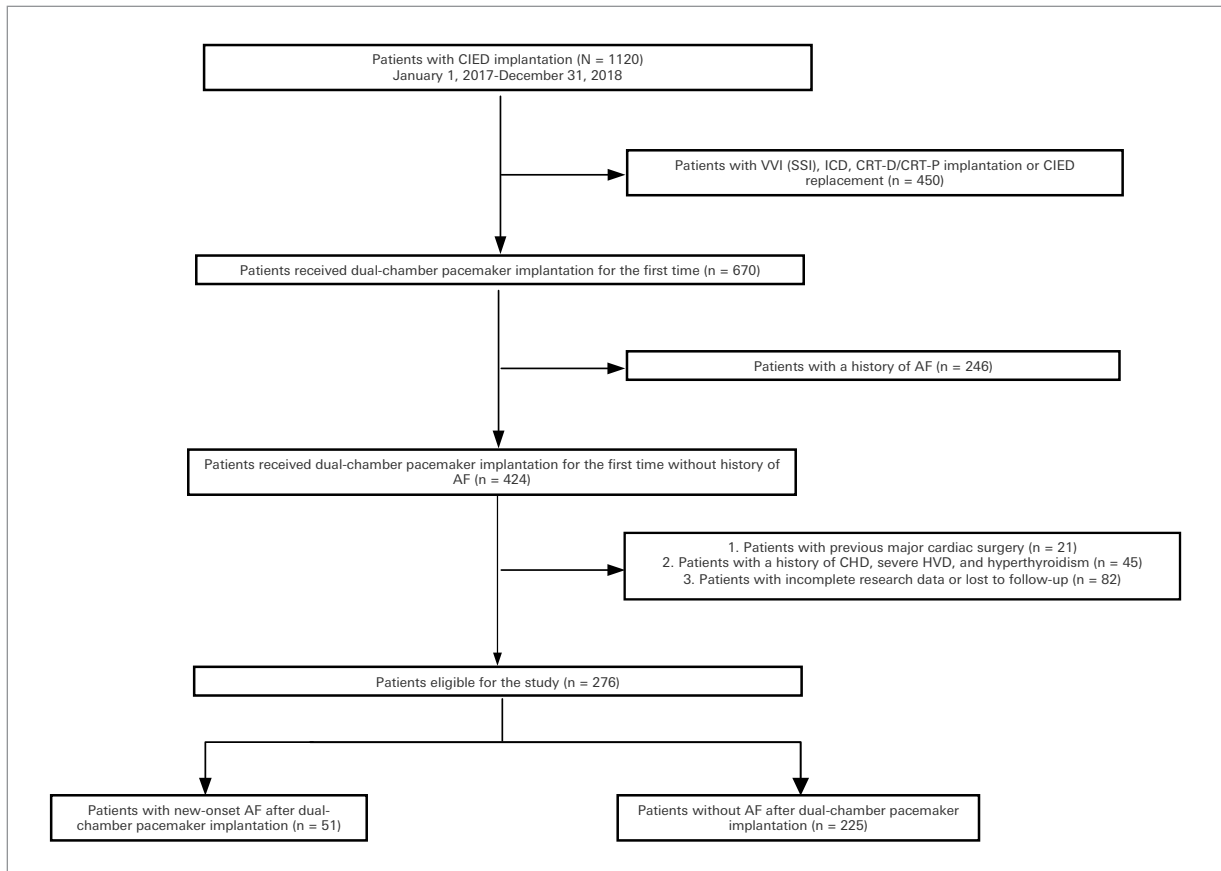 Patients with CIED implantation (N = 1120)
January 1, 2017-December 31, 2018
Patients with VVI (SSI), ICD, CRT-D/CRT-P implantation or CIED
replacement (n = 450)
Patients received dual-chamber pacemaker implantation for the first time (n = 670)
Patients with a history of AF (n = 246)
Patients received dual-chamber pacemaker implantation for the first time without history of
AF (n = 424)
1. Patients with previous major cardiac surgery (n = 21)
2. Patients with a history of CHD, severe HVD, and hyperthyroidism (n = 45)
3. Patients with incomplete research data or lost to follow-up (n = 82)
Patients eligible for the study (n = 276)
Patients with new-onset AF after dual-
chamber pacemaker implantation (n = 51)
Patients without AF after dual-chamber pacemaker
implantation (n = 225)